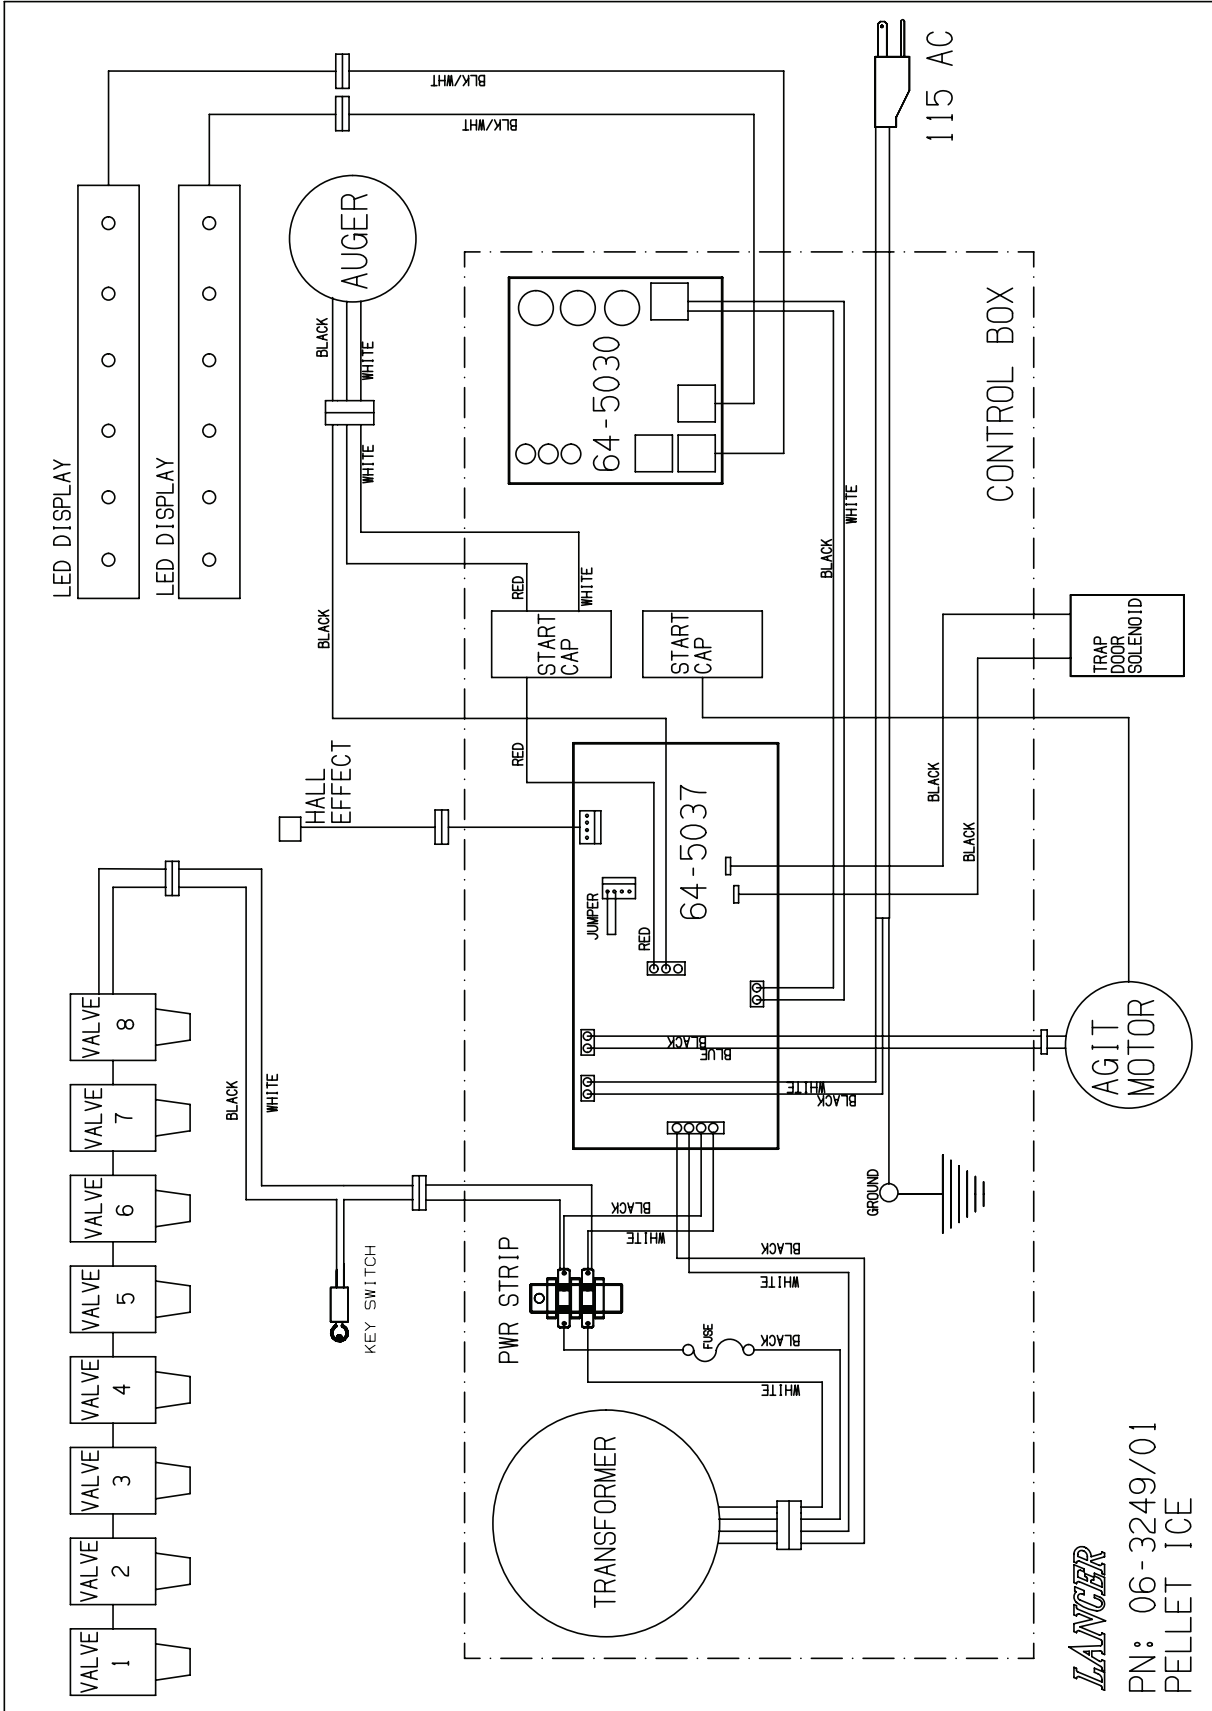 LED DISPLAY
LED DISPLAY
BLK/WHT
BLK/WHT
115 AC
AUGER
BLACK
WHITE
WHITE
BLACK
RED
WHITE
64-5030
CONTROL BOX
BLACK
WHITE
START
CAP
START
CAP
TRAP
DOOR
SOLENOID
HALL
EFFECT
RED
JUMPER
RED
64-5037
BLACK
BLACK
VALVE
8
VALVE
7
VALVE
6
VALVE
5
VALVE
4
VALVE
3
VALVE
2
VALVE
1
BLACK
WHITE
KEY SWITCH
BLACK
BLUE
WHITE
BLACK
AGIT
MOTOR
GROUND
PWR STRIP
BLACK
WHITE
BLACK
WHITE
FUSE
BLACK
WHITE
TRANSFORMER
LANCER
PN: 06-3249/01
PELLET ICE